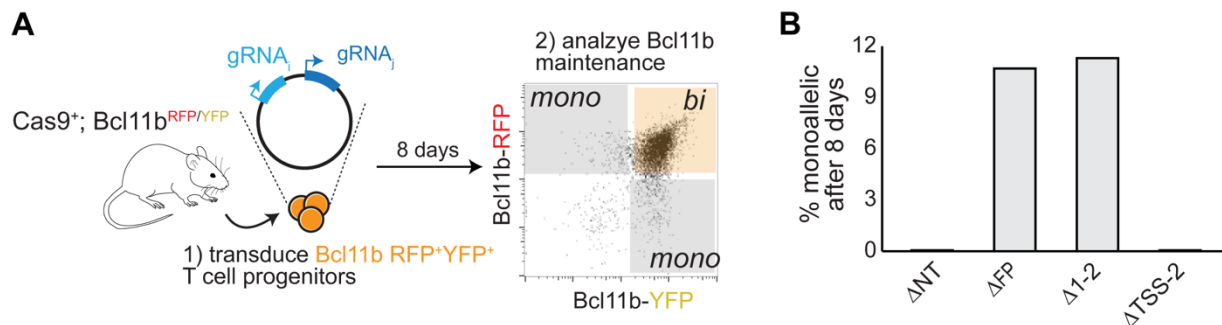 A
gRNAi
gRNAj
Cas9+; Bcl11bRFP/YFP
1) transduce Bcl11b RFP+YFP+
T cell progenitors
8 days
2) analzye Bcl11b
maintenance
mono
bi
mono
Bcl11b-RFP
Bcl11b-YFP
B
% monoallelic
after 8 days
12
9
6
3
0
ΔNT
ΔFP
Δ1-2
ΔTSS-2